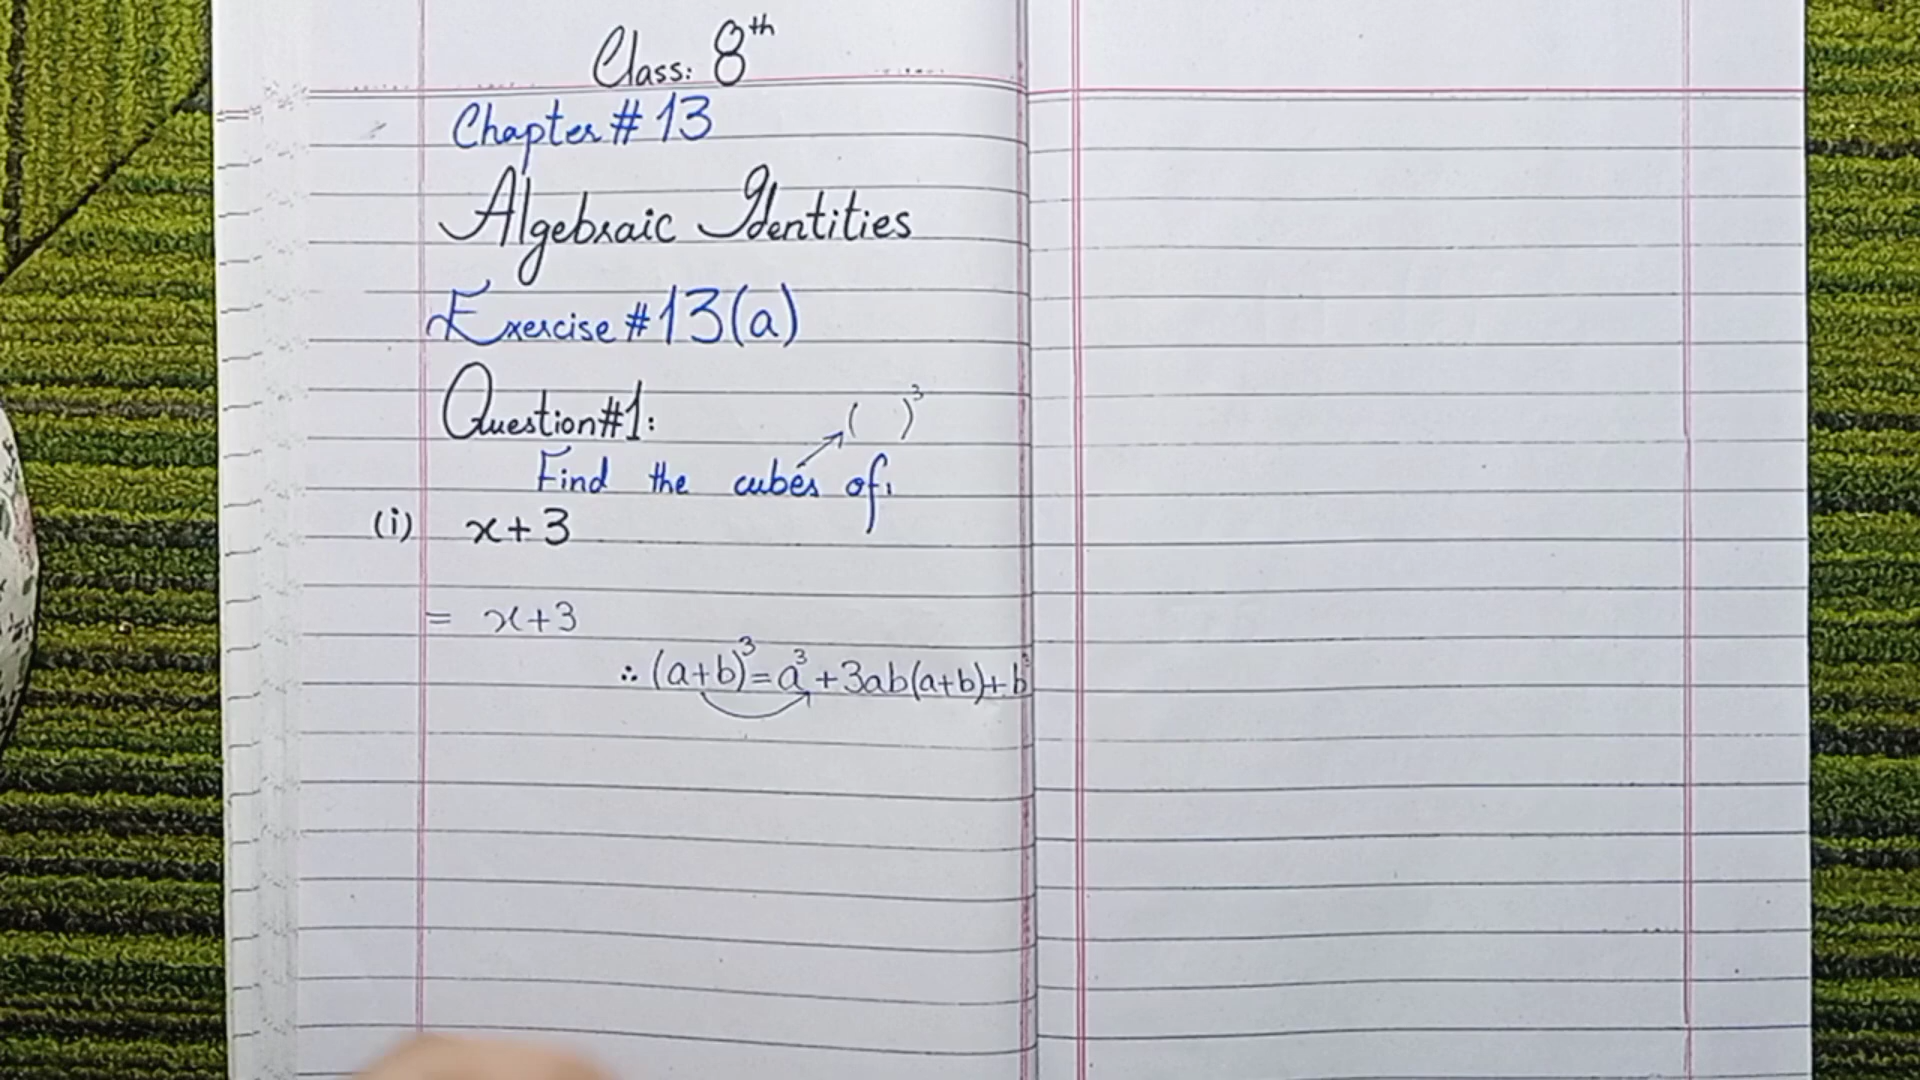 Class: 8th
Chapter # 13
Algebraic Identities
Exercise # 13(a)
Question#1:
( )³
Find the cubes of,
(i) x+3
= x+3
∴ (a+b)³=a³+3ab(a+b)+b³